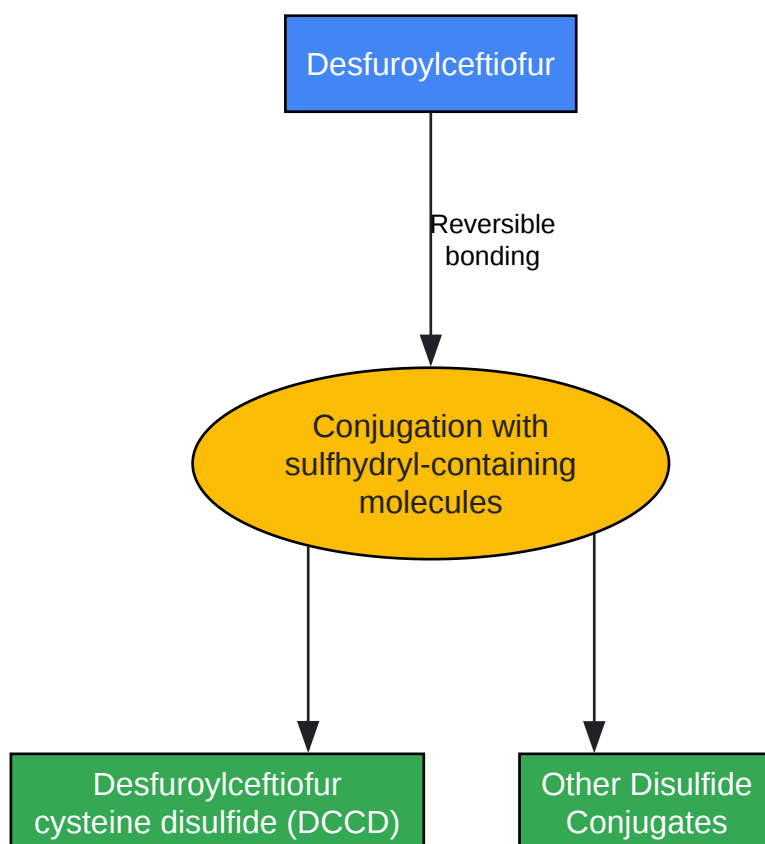 Desfuroylceftiofur
Reversible
bonding
Conjugation with
sulfhydryl-containing
molecules
Desfuroylceftiofur
cysteine disulfide (DCCD)
Other Disulfide
Conjugates